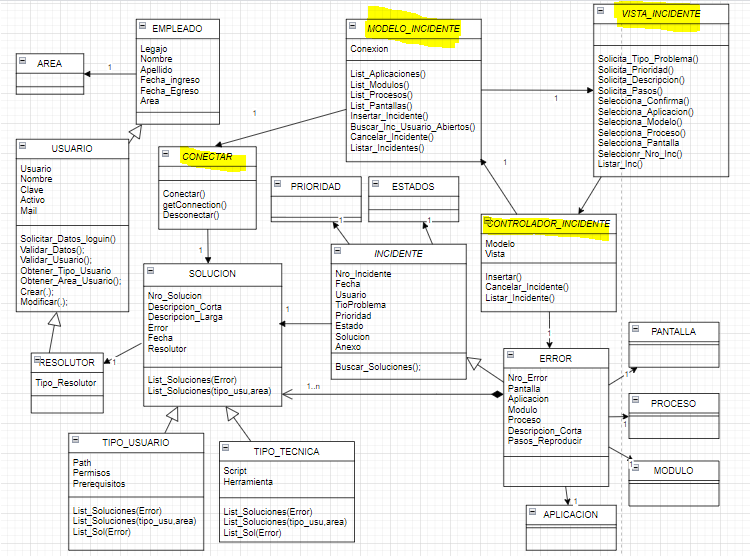 AREA
1
EMPLEADO
Legajo
Nombre
Apellido
Fecha_ingreso
Fecha_Egreso
Area
MODELO_INCIDENTE
Conexion
List_Aplicaciones()
List_Modulos()
List_Procesos()
List_Pantallas()
Insertar_Incidente()
Buscar_Inc_Usuario_Abiertos()
Cancelar_Incidente()
Listar_Incidentes()
1
VISTA_INCIDENTE
Solicita_Tipo_Problema()
Solicita_Prioridad()
Solicita_Descripcion()
Solicita_Pasos()
Selecciona_Confirma()
Selecciona_Aplicacion()
Selecciona_Modelo()
Selecciona_Proceso()
Selecciona_Pantalla
Seleccionr_Nro_Inc()
Listar_Inc()
USUARIO
Usuario
Nombre
Clave
Activo
Mail
Solicitar_Datos_loguin()
Validar_Datos();
Validar_Usuario();
Obtener_Tipo_Usuario
Obtener_Area_Usuario();
Crear(.);
Modificar(.);
1
CONECTAR
Conectar()
getConnection()
Desconectar()
1
PRIORIDAD
1
ESTADOS
1
1
CONTROLADOR_INCIDENTE
Modelo
Vista
Insertar()
Cancelar_Incidente()
Listar_Incidente()
1
INCIDENTE
Nro_Incidente
Fecha
Usuario
TioProblema
Prioridad
Estado
Solucion
Anexo
Buscar_Soluciones();
1
SOLUCION
Nro_Solucion
Descripcion_Corta
Descripcion_Larga
Error
Fecha
Resolutor
List_Soluciones(Error)
List_Soluciones(tipo_usu,area)
1
1..n
RESOLUTOR
Tipo_Resolutor
ERROR
Nro_Error
Pantalla
Aplicacion
Modulo
Proceso
Descripcion_Corta
Pasos_Reproducir
PANTALLA
1
PROCESO
1
MODULO
1
APLICACION
1
TIPO_USUARIO
Path
Permisos
Prerequisitos
List_Soluciones(Error)
List_Soluciones(tipo_usu,area)
List_Sol(Error)
TIPO_TECNICA
Script
Herramienta
List_Soluciones(Error)
List_Soluciones(tipo_usu,area)
List_Sol(Error)